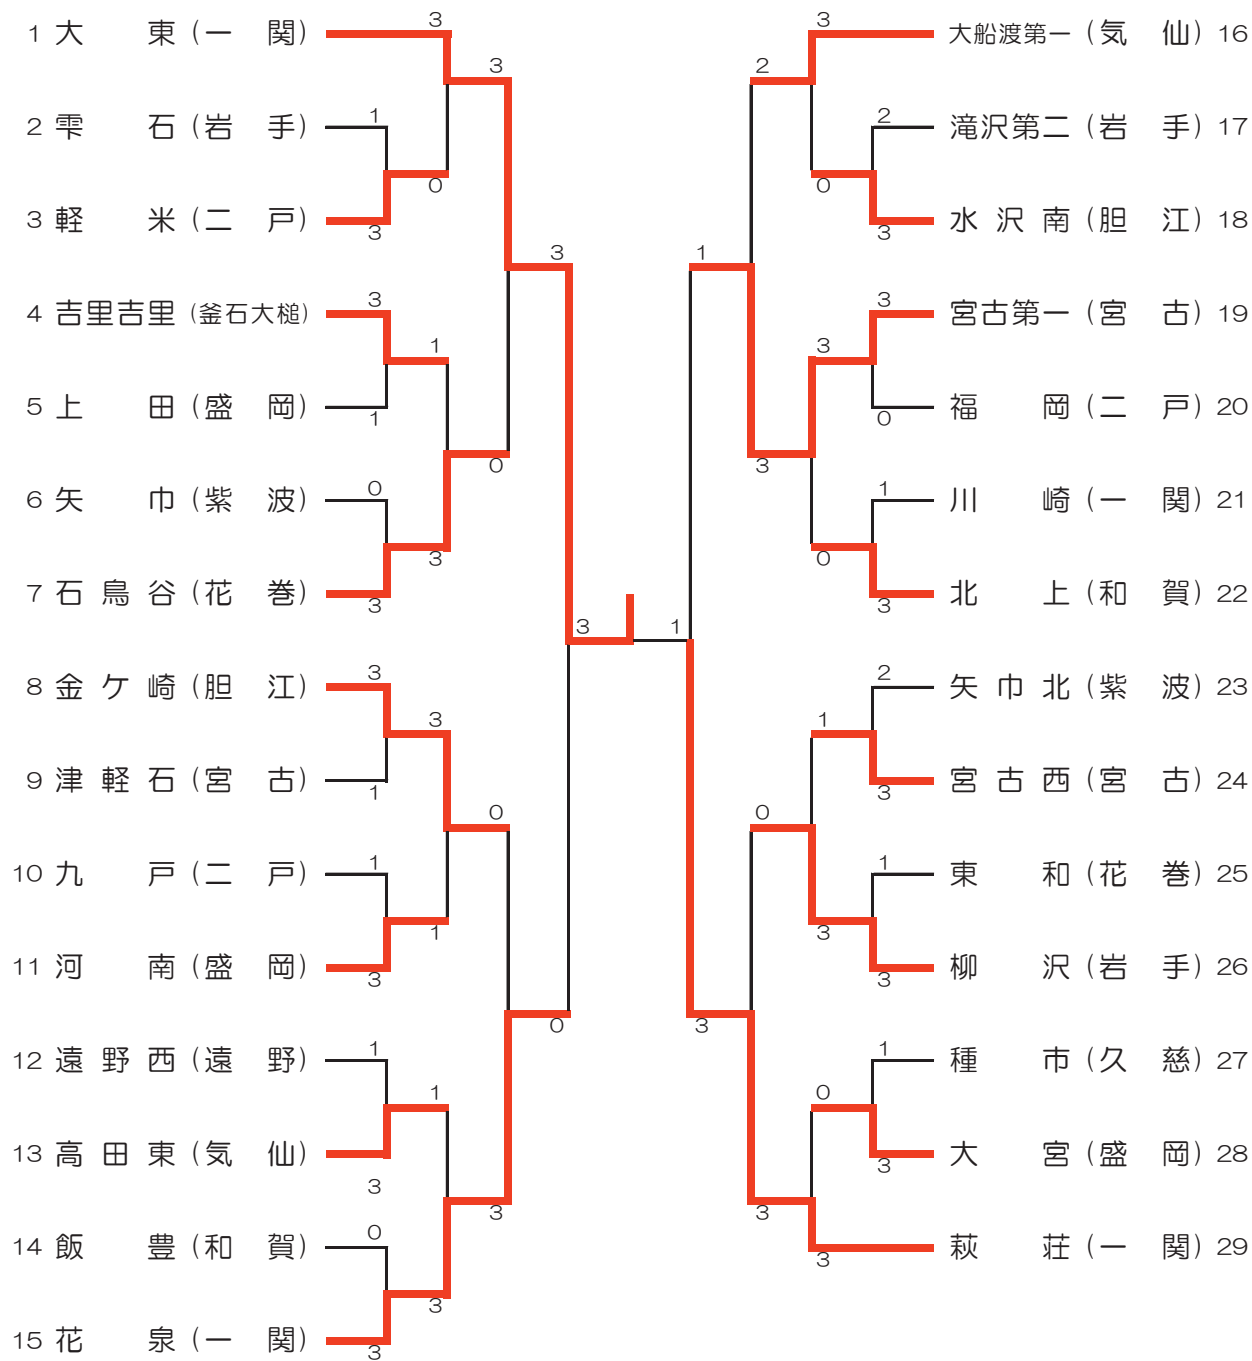 1 大 東 (一 関)
3
3
1
2 雫 石 (岩 手)
0
3 軽 米 (二 戸)
3
3
4 吉里吉里 (釜石大槌)
3
1
5 上 田 (盛 岡)
1
0
6 矢 巾 (紫 波)
0
3
7 石 鳥 谷 (花 巻)
3
3
8 金 ケ 崎 (胆 江)
3
3
9 津 軽 石 (宮 古)
1
0
10 九 戸 (二 戸)
1
1
11 河 南 (盛 岡)
3
0
12 遠 野 西 (遠 野)
1
1
13 高 田 東 (気 仙)
3
3
14 飯 豊 (和 賀)
0
3
15 花 泉 (一 関)
3
大船渡第一 (気 仙) 16
3
2
滝沢第二 (岩 手) 17
2
0
水 沢 南 (胆 江) 18
3
1
宮古第一 (宮 古) 19
3
3
福 岡 (二 戸) 20
0
3
川 崎 (一 関) 21
1
0
北 上 (和 賀) 22
3
1
矢 巾 北 (紫 波) 23
2
1
宮 古 西 (宮 古) 24
3
0
東 和 (花 巻) 25
1
3
柳 沢 (岩 手) 26
3
3
種 市 (久 慈) 27
1
0
大 宮 (盛 岡) 28
3
3
萩 荘 (一 関) 29
3